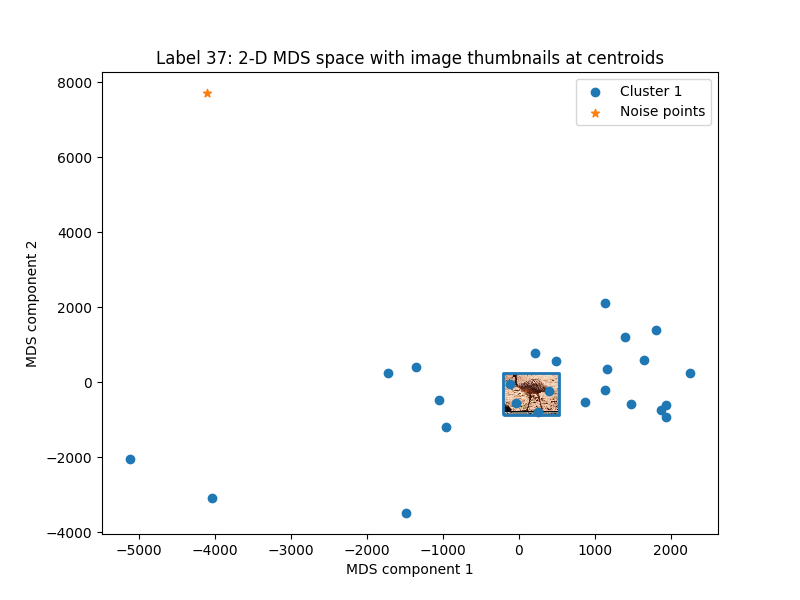 Label 37: 2-D MDS space with image thumbnails at centroids
8000
6000
4000
2000
0
−2000
−4000
MDS component 2
Cluster 1
Noise points
−5000 −4000 −3000 −2000 −1000 0 1000 2000
MDS component 1